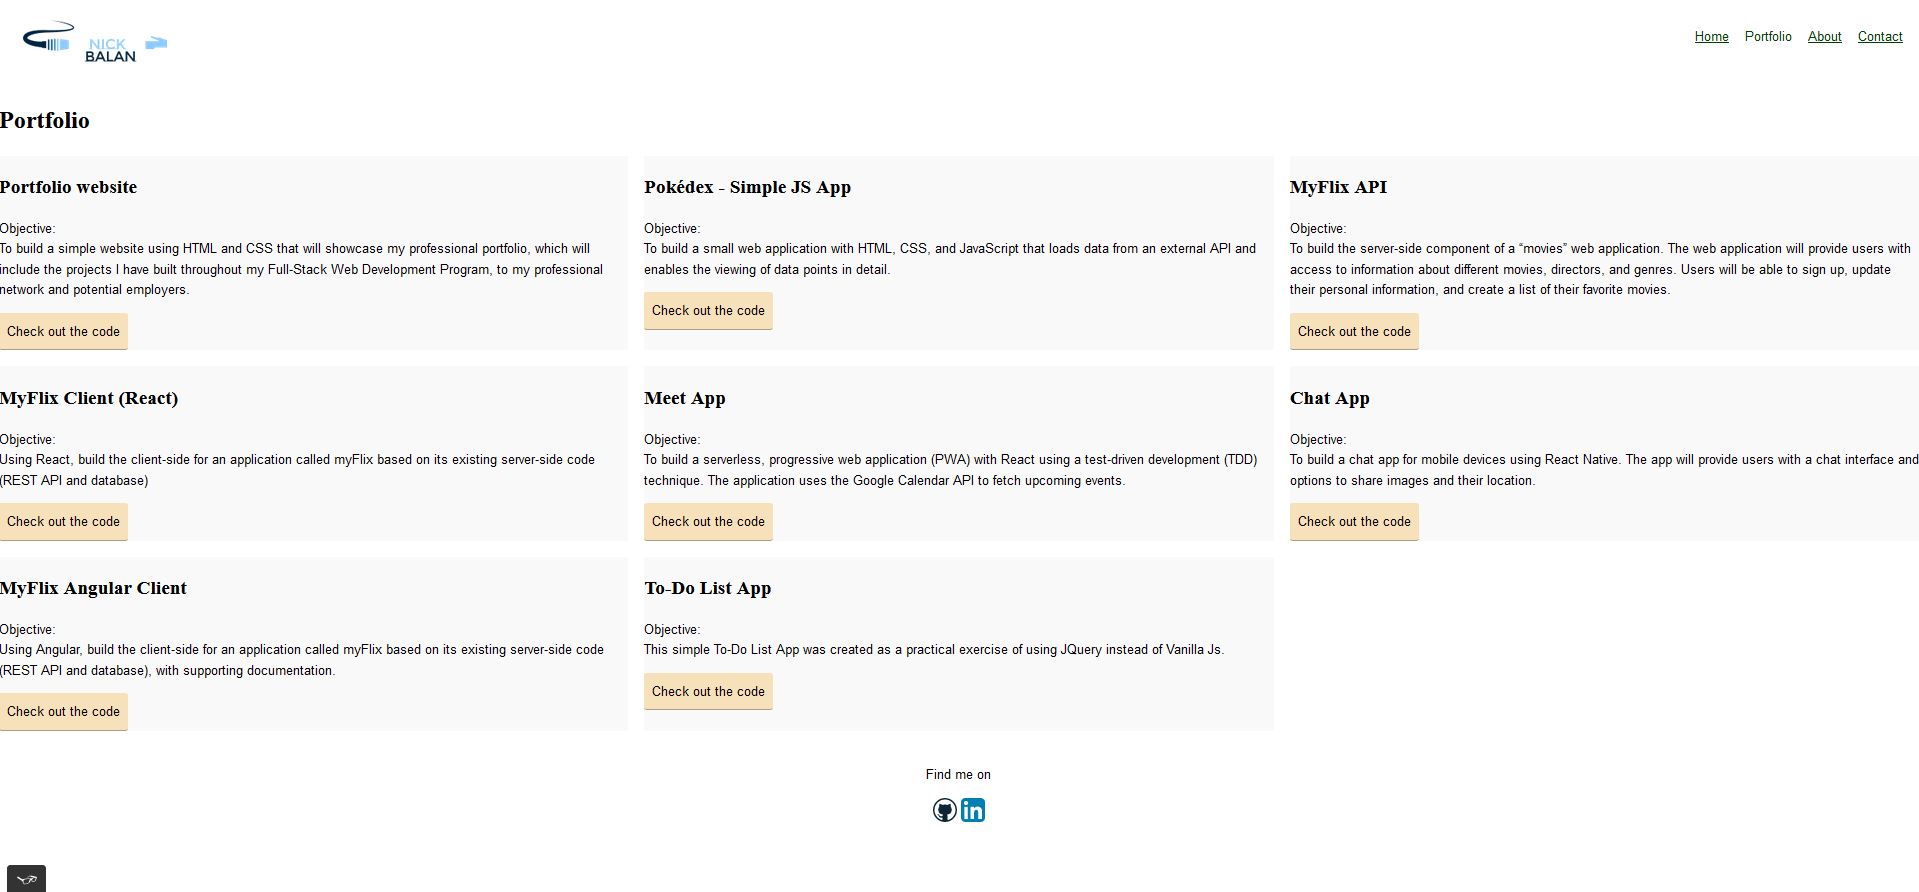 NICK
BALAN
Home Portfolio About Contact
Portfolio
Portfolio website
Objective:
To build a simple website using HTML and CSS that will showcase my professional portfolio, which will
include the projects I have built throughout my Full-Stack Web Development Program, to my professional
network and potential employers.
Check out the code
Pokédex - Simple JS App
Objective:
To build a small web application with HTML, CSS, and JavaScript that loads data from an external API and
enables the viewing of data points in detail.
Check out the code
MyFlix API
Objective:
To build the server-side component of a “movies” web application. The web application will provide users with
access to information about different movies, directors, and genres. Users will be able to sign up, update
their personal information, and create a list of their favorite movies.
Check out the code
MyFlix Client (React)
Objective:
Using React, build the client-side for an application called myFlix based on its existing server-side code
(REST API and database)
Check out the code
Meet App
Objective:
To build a serverless, progressive web application (PWA) with React using a test-driven development (TDD)
technique. The application uses the Google Calendar API to fetch upcoming events.
Check out the code
Chat App
Objective:
To build a chat app for mobile devices using React Native. The app will provide users with a chat interface and
options to share images and their location.
Check out the code
MyFlix Angular Client
Objective:
Using Angular, build the client-side for an application called myFlix based on its existing server-side code
(REST API and database), with supporting documentation.
Check out the code
To-Do List App
Objective:
This simple To-Do List App was created as a practical exercise of using JQuery instead of Vanilla Js.
Check out the code
Find me on
in